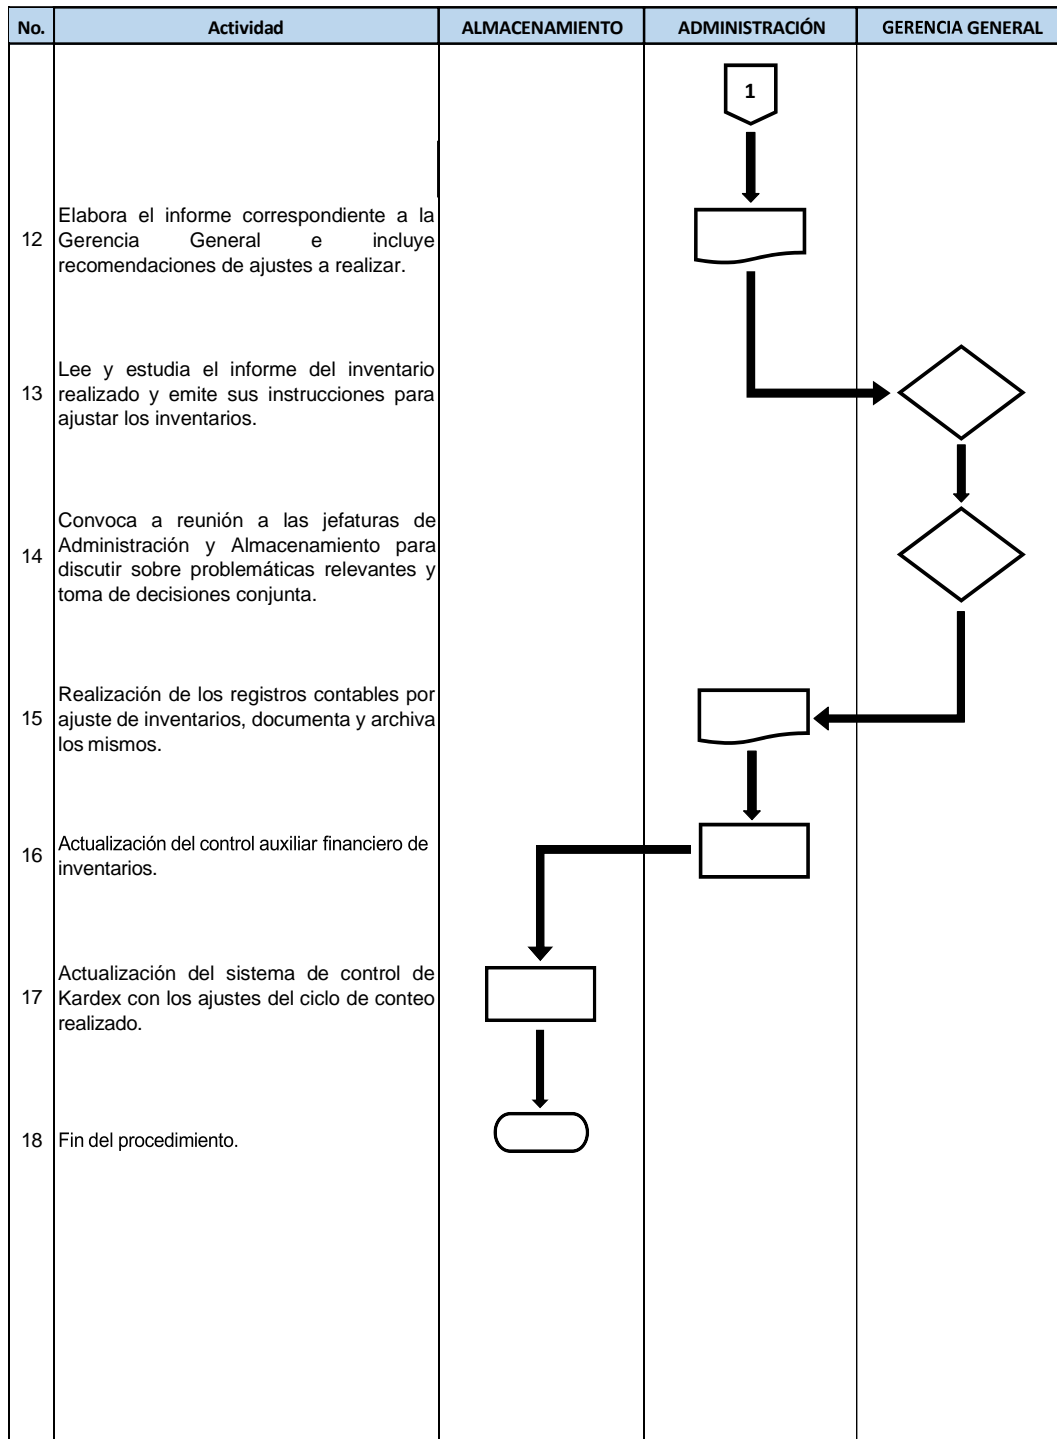 No. Actividad ALMACENAMIENTO ADMINISTRACIÓN GERENCIA GENERAL
1
12
Elabora el informe correspondiente a la
Gerencia General e incluye
recomendaciones de ajustes a realizar.
13
Lee y estudia el informe del inventario
realizado y emite sus instrucciones para
ajustar los inventarios.
14
Convoca a reunión a las jefaturas de
Administración y Almacenamiento para
discutir sobre problemáticas relevantes y
toma de decisiones conjunta.
15
Realización de los registros contables por
ajuste de inventarios, documenta y archiva
los mismos.
16
Actualización del control auxiliar financiero de
inventarios.
17
Actualización del sistema de control de
Kardex con los ajustes del ciclo de conteo
realizado.
18 Fin del procedimiento.